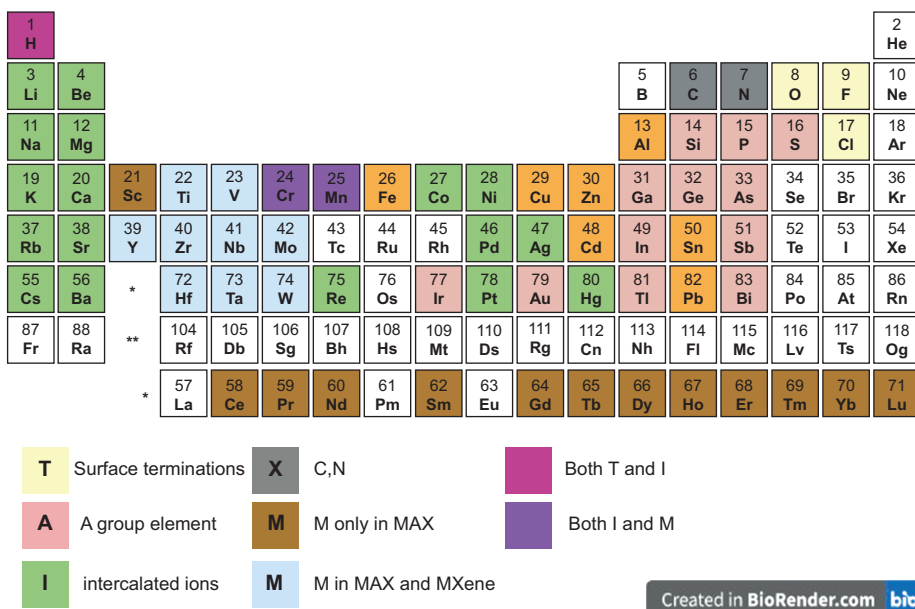 1 2
H He
3 4 5 6 7 8 9 10
Li Be B C N O F Ne
11 12 13 14 15 16 17 18
Na Mg Al Si P S Cl Ar
19 20 21 22 23 24 25 26 27 28 29 30 31 32 33 34 35 36
K Ca Sc Ti V Cr Mn Fe Co Ni Cu Zn Ga Ge As Se Br Kr
37 38 39 40 41 42 43 44 45 46 47 48 49 50 51 52 53 54
Rb Sr Y Zr Nb Mo Tc Ru Rh Pd Ag Cd In Sn Sb Te I Xe
55 56 * 72 73 74 75 76 77 78 79 80 81 82 83 84 85 86
Cs Ba Hf Ta W Re Os Ir Pt Au Hg Tl Pb Bi Po At Rn
87 88 ** 104 105 106 107 108 109 110 111 112 113 114 115 116 117 118
Fr Ra Rf Db Sg Bh Hs Mt Ds Rg Cn Nh Fl Mc Lv Ts Og
* 57 58 59 60 61 62 63 64 65 66 67 68 69 70 71
La Ce Pr Nd Pm Sm Eu Gd Tb Dy Ho Er Tm Yb Lu
T Surface terminations X C,N Both T and I
A A group element M M only in MAX Both I and M
I intercalated ions M M in MAX and MXene
Created in BioRender.com bio